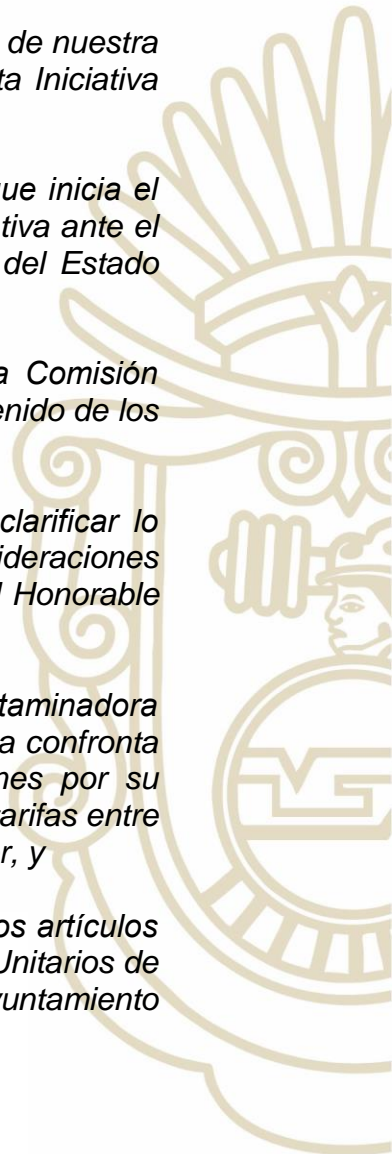 de nuestra
ta Iniciativa
ue inicia el
tiva ante el
del Estado
a Comisión
enido de los
clarificar lo
ideraciones
l Honorable
taminadora
a confronta
nes por su
arifas entre
r, y
os artículos
Unitarios de
yuntamiento